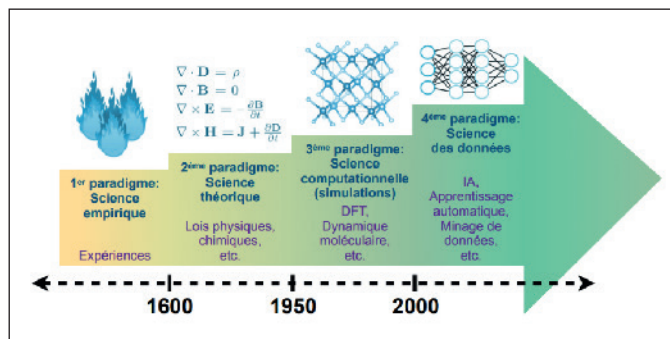 ∇ · D = ρ
∇ · B = 0
∇ × E = -∂B/∂t
∇ × H = J + ∂D/∂t
1er paradigme:
Science
empirique
Expériences
2ème paradigme:
Science
théorique
Lois physiques,
chimiques,
etc.
3ème paradigme:
Science
computationnelle
(simulations)
DFT,
Dynamique
moléculaire,
etc.
4ème paradigme:
Science
des données
IA,
Apprentissage
automatique,
Minage de
données,
etc.
1600
1950
2000